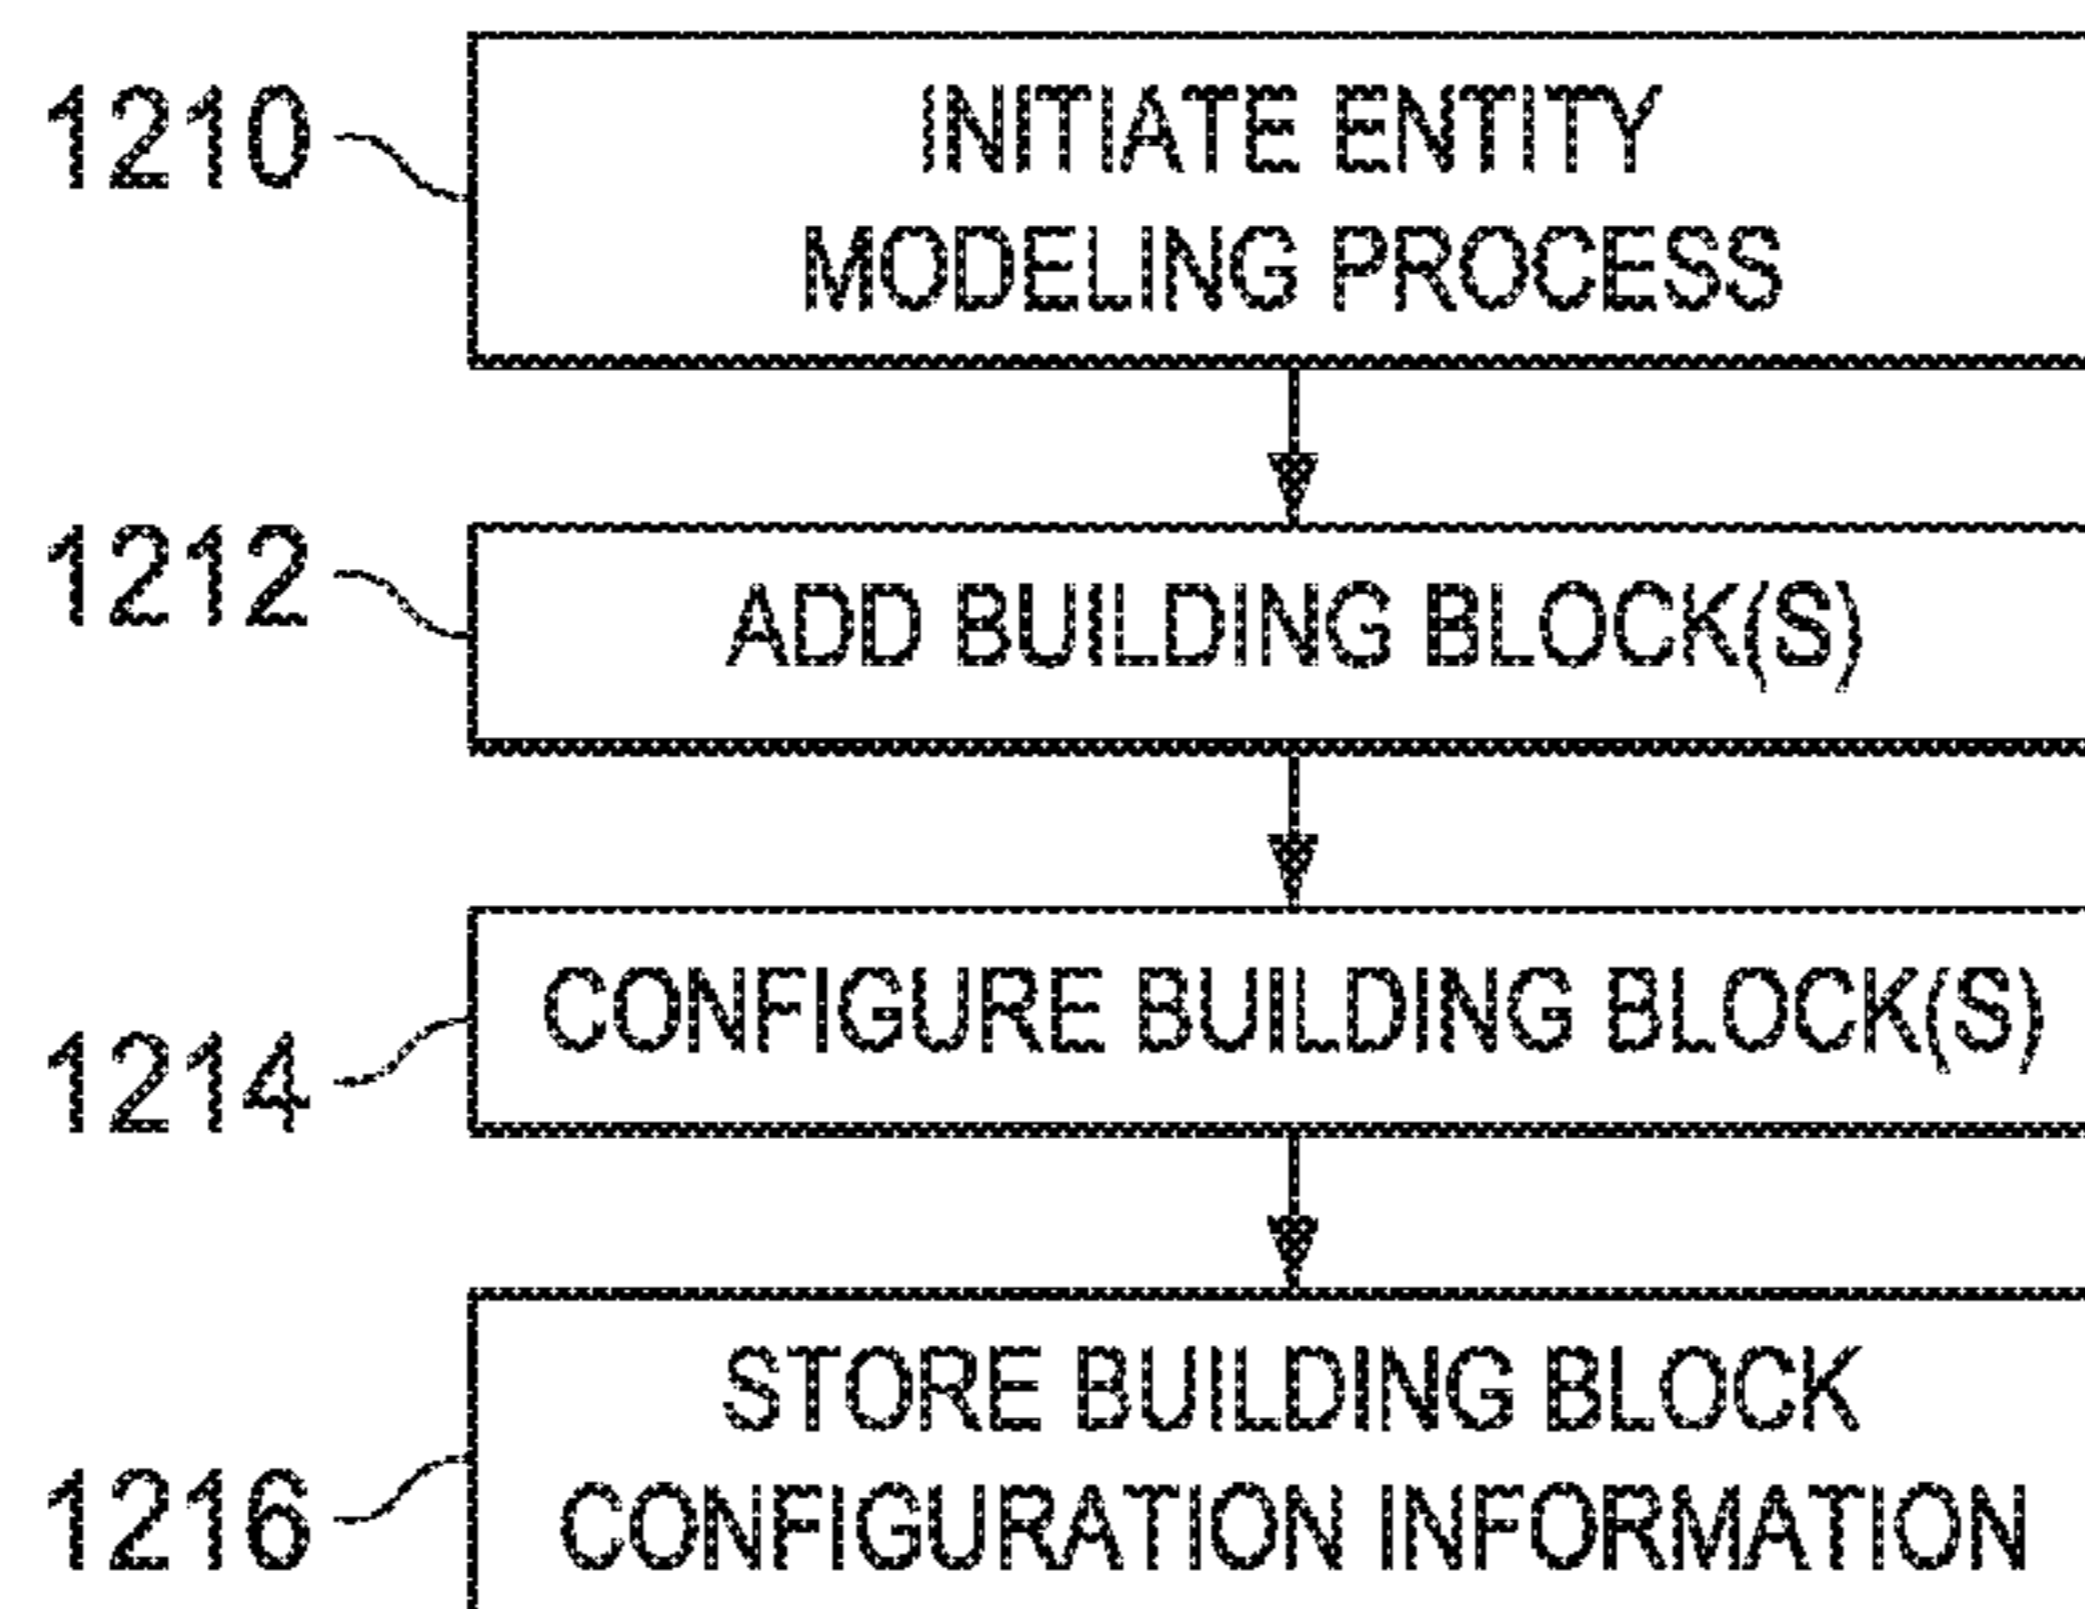 1210
INITIATE ENTITY
MODELING PROCESS
1212
ADD BUILDING BLOCK(S)
1214
CONFIGURE BUILDING BLOCK(S)
1216
STORE BUILDING BLOCK
CONFIGURATION INFORMATION